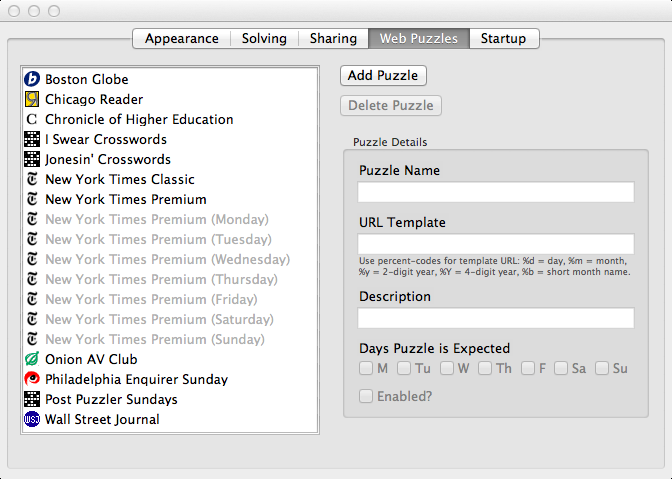 Appearance
Solving
Sharing
Web Puzzles
Startup
Boston Globe
Chicago Reader
C Chronicle of Higher Education
I Swear Crosswords
Jonesin' Crosswords
New York Times Classic
New York Times Premium
New York Times Premium (Monday)
New York Times Premium (Tuesday)
New York Times Premium (Wednesday)
New York Times Premium (Thursday)
New York Times Premium (Friday)
New York Times Premium (Saturday)
New York Times Premium (Sunday)
Onion AV Club
Philadelphia Enquirer Sunday
Post Puzzler Sundays
WSJ Wall Street Journal
Add Puzzle
Delete Puzzle
Puzzle Details
Puzzle Name
URL Template
Use percent-codes for template URL: %d = day, %m = month,
%y = 2-digit year, %Y = 4-digit year, %b = short month name.
Description
Days Puzzle is Expected
M Tu W Th F Sa Su
Enabled?